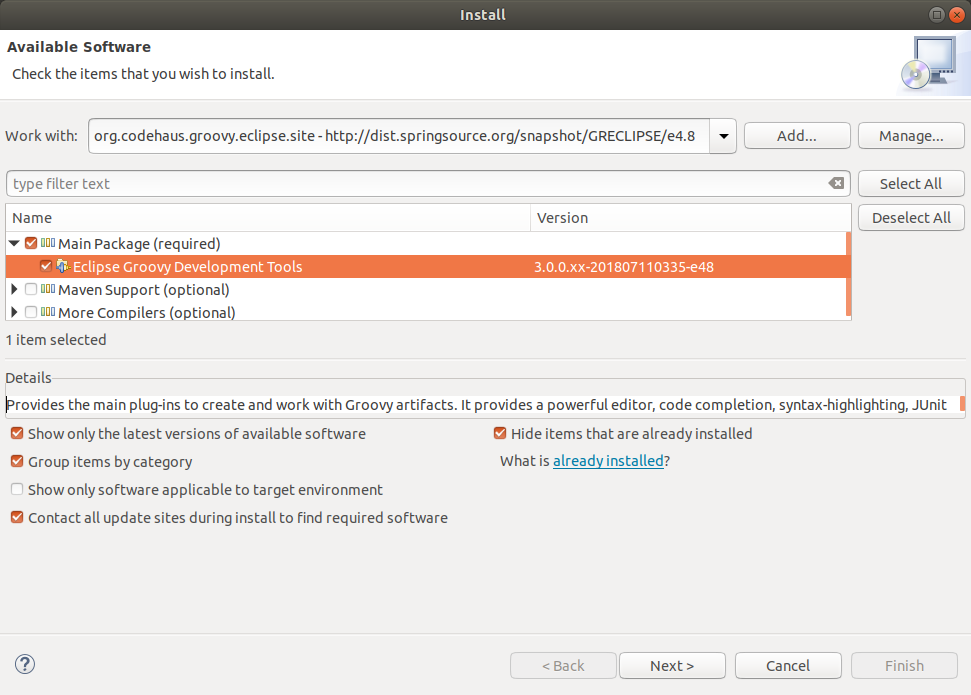 Install
Available Software
Check the items that you wish to install.
Work with: org.codehaus.groovy.eclipse.site - http://dist.springsource.org/snapshot/GRECLIPSE/e4.8 Add... Manage...
type filter text Select All
Name Version Deselect All
Main Package (required)
Eclipse Groovy Development Tools 3.0.0.xx-201807110335-e48
Maven Support (optional)
More Compilers (optional)
1 item selected
Details
Provides the main plug-ins to create and work with Groovy artifacts. It provides a powerful editor, code completion, syntax-highlighting, JUnit
Show only the latest versions of available software Hide items that are already installed
Group items by category What is already installed?
Show only software applicable to target environment
Contact all update sites during install to find required software
? < Back Next > Cancel Finish